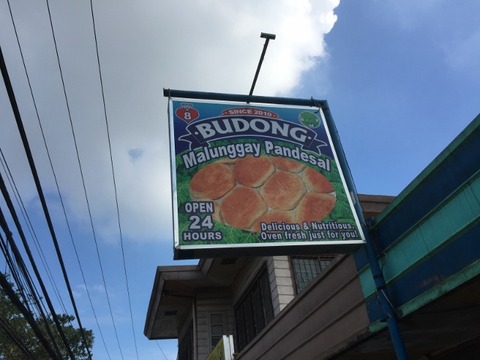 8
SINCE 2010
BUDONG
Malunggay Pandesal
OPEN
24
HOURS
Delicious & Nutritious.
Oven fresh just for you!